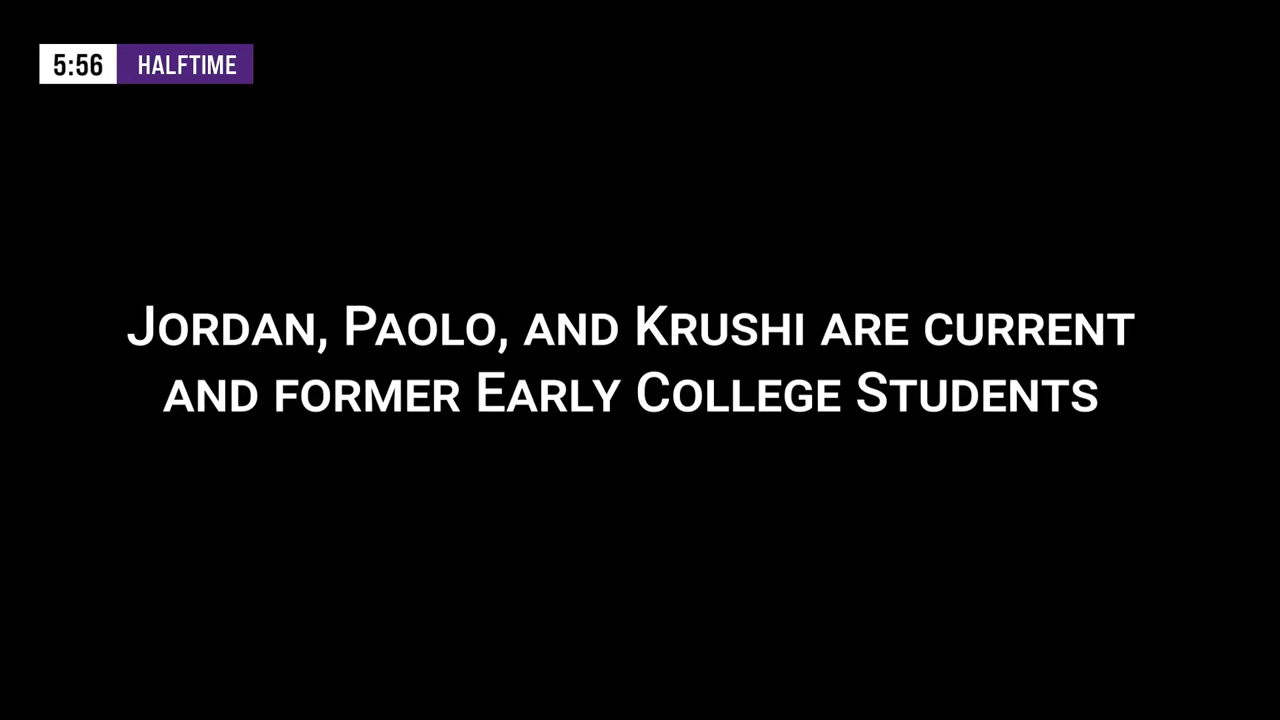 5:56 HALFTIME
JORDAN, PAOLO, AND KRUSHI ARE CURRENT
AND FORMER EARLY COLLEGE STUDENTS